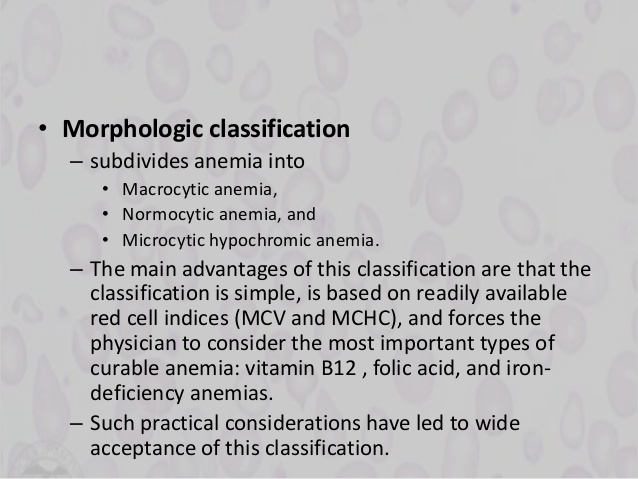 • Morphologic classification
– subdivides anemia into
• Macrocytic anemia,
• Normocytic anemia, and
• Microcytic hypochromic anemia.
– The main advantages of this classification are that the
classification is simple, is based on readily available
red cell indices (MCV and MCHC), and forces the
physician to consider the most important types of
curable anemia: vitamin B12 , folic acid, and iron-
deficiency anemias.
– Such practical considerations have led to wide
acceptance of this classification.